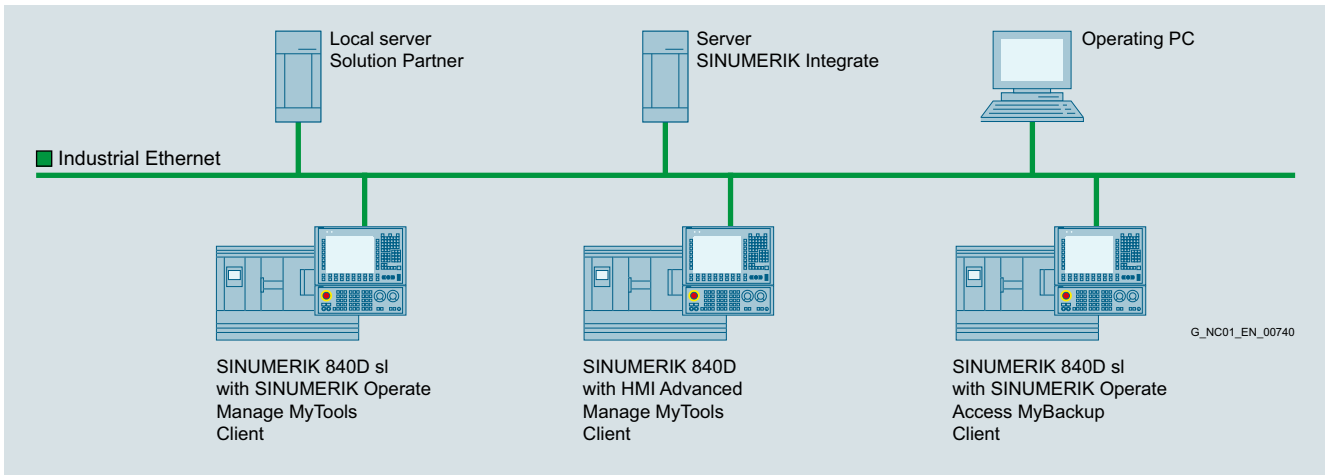 Local server
Solution Partner
Server
SINUMERIK Integrate
Operating PC
Industrial Ethernet
G_NC01_EN_00740
SINUMERIK 840D sl
with SINUMERIK Operate
Manage MyTools
Client
SINUMERIK 840D
with HMI Advanced
Manage MyTools
Client
SINUMERIK 840D sl
with SINUMERIK Operate
Access MyBackup
Client